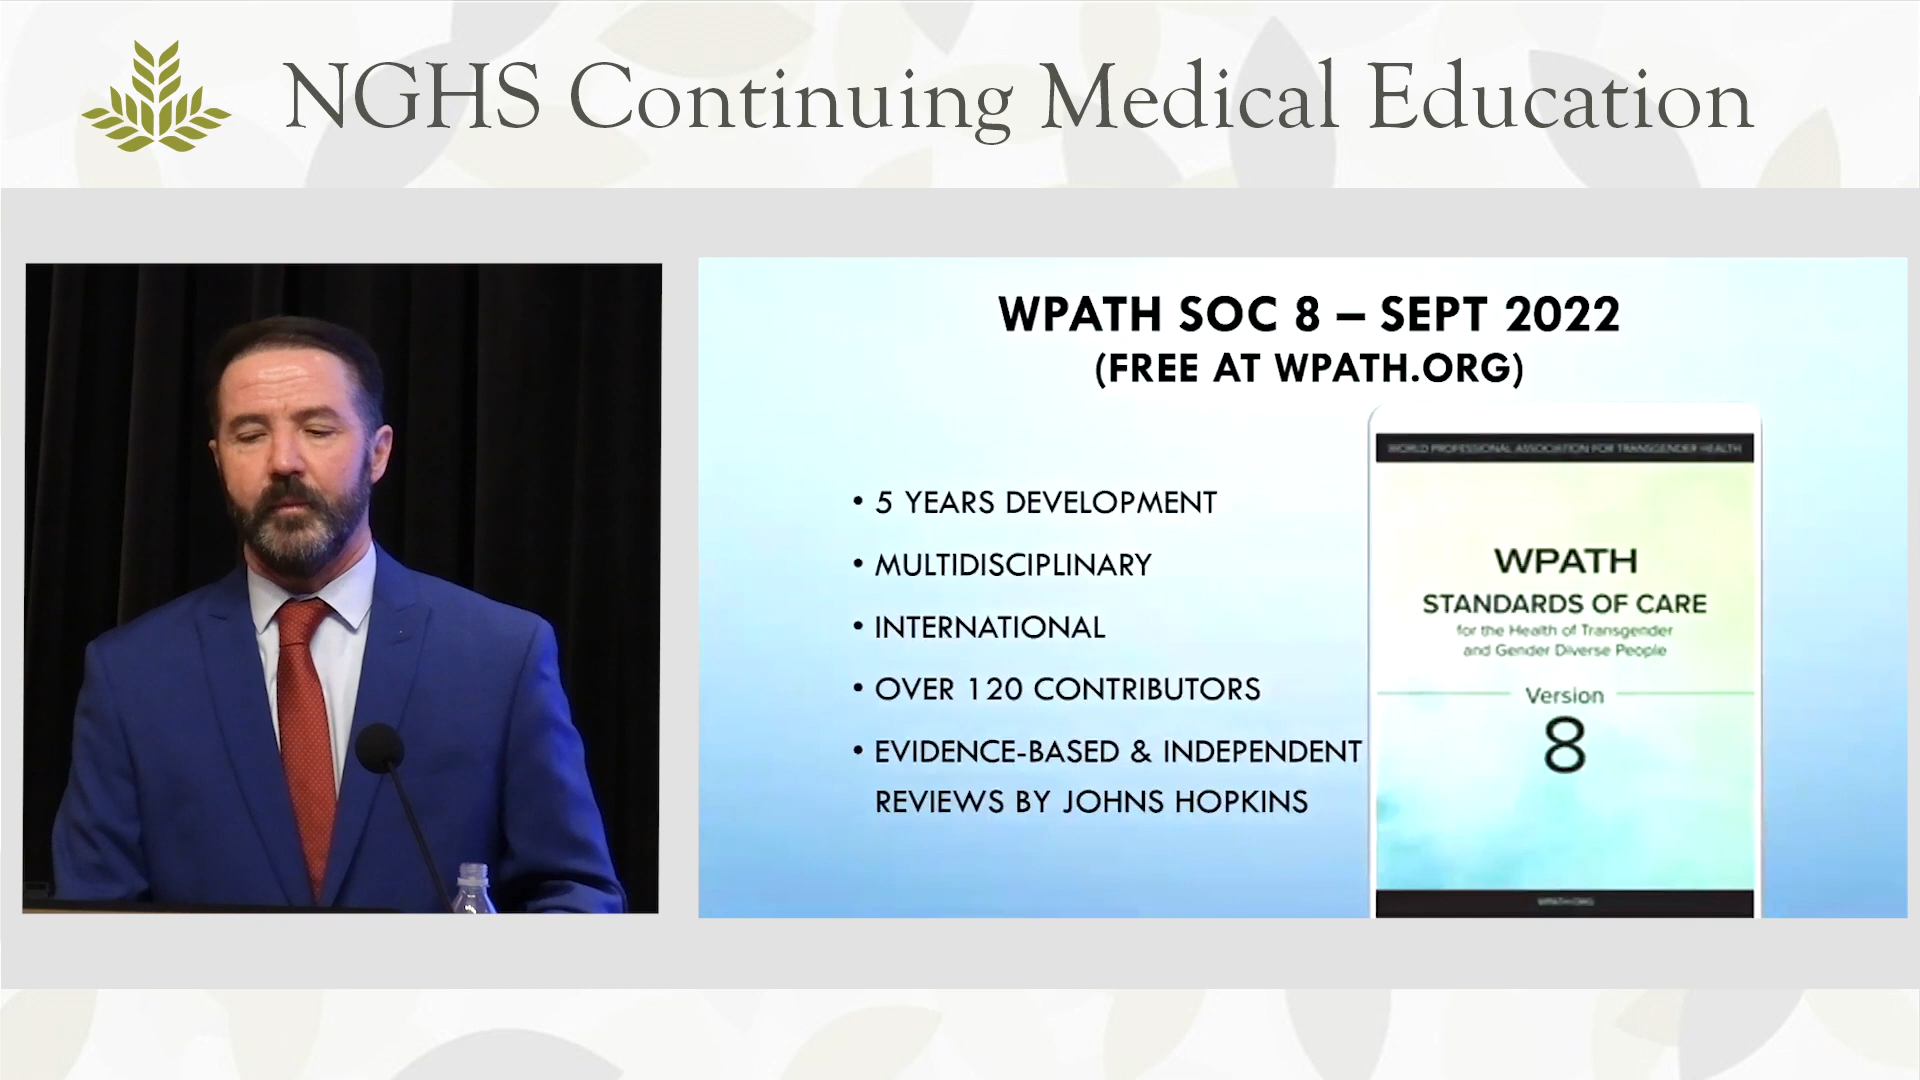 NGHS Continuing Medical Education
WPATH SOC 8 – SEPT 2022
(FREE AT WPATH.ORG)
• 5 YEARS DEVELOPMENT
• MULTIDISCIPLINARY
• INTERNATIONAL
• OVER 120 CONTRIBUTORS
• EVIDENCE-BASED & INDEPENDENT
REVIEWS BY JOHNS HOPKINS
WORLD PROFESSIONAL ASSOCIATION FOR TRANSGENDER HEALTH
WPATH
STANDARDS OF CARE
for the Health of Transgender
and Gender Diverse People
Version
8
WPATH.ORG